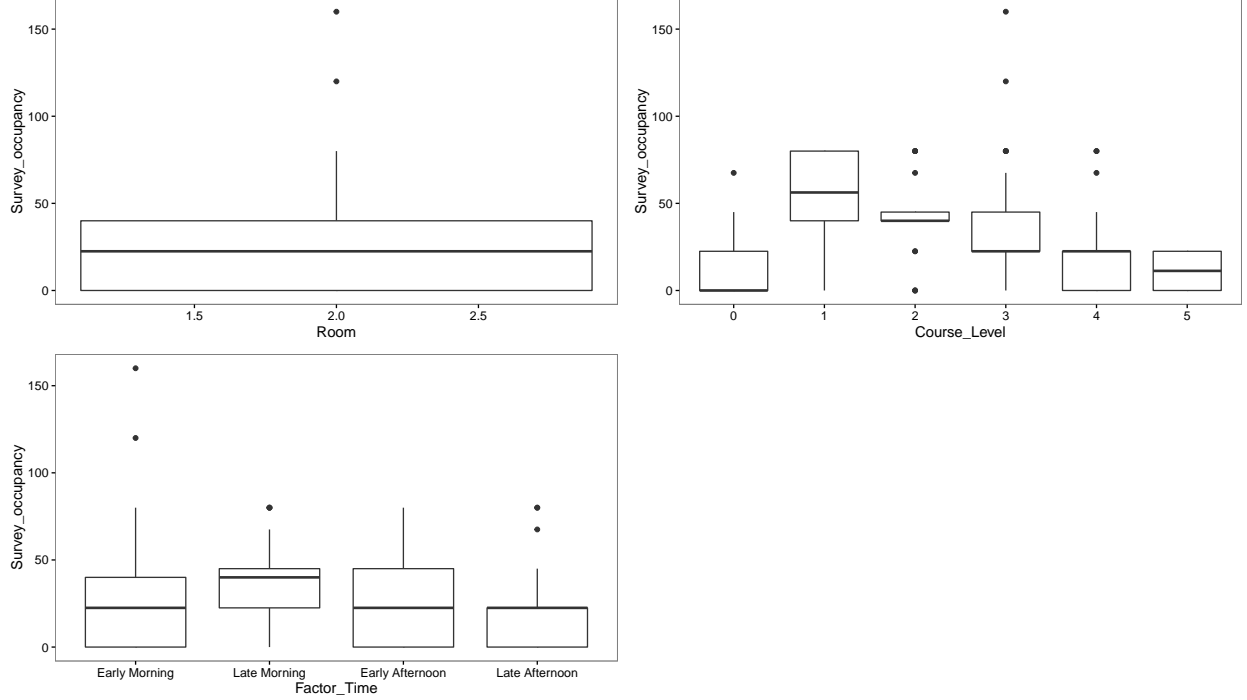 150
100
50
0
Survey_occupancy
1.5 2.0 2.5
Room
150
100
50
0
Survey_occupancy
0 1 2 3 4 5
Course_Level
150
100
50
0
Survey_occupancy
Early Morning Late Morning Early Afternoon Late Afternoon
Factor_Time